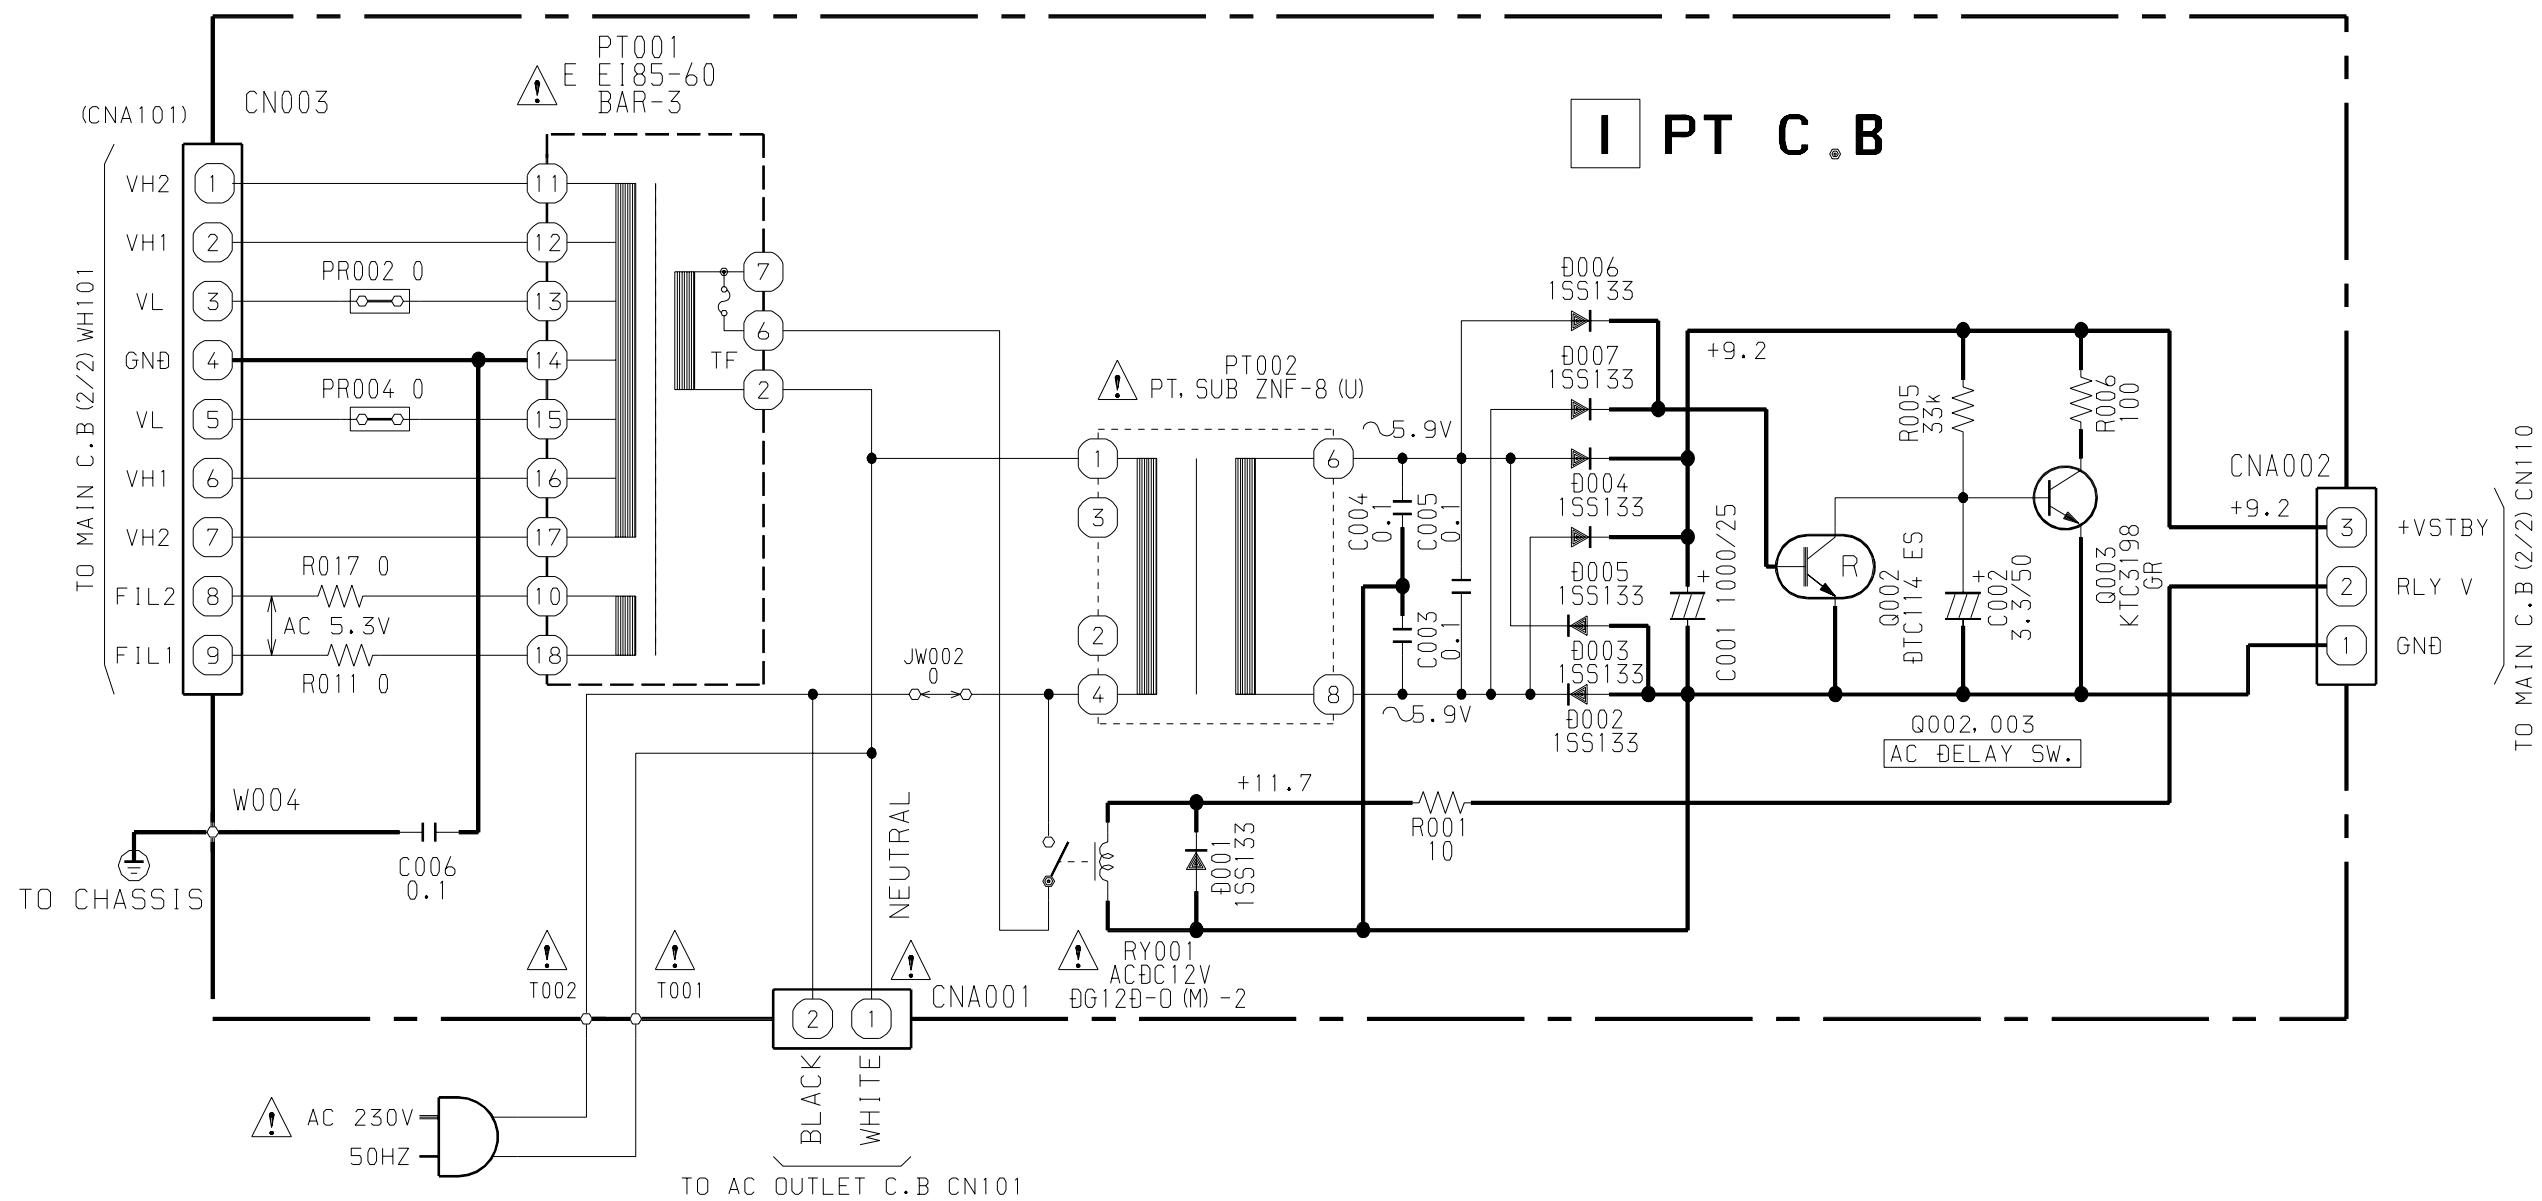 PT001
E EI85-60
BAR-3
CN003
(CNA101)
I PT C.B
TO MAIN C.B (2/2) WH101
VH2 1
VH1 2
VL 3
GND 4
VL 5
VH1 6
VH2 7
FIL2 8
FIL1 9
PR002 0
PR004 0
R017 0
AC 5.3V
R011 0
11
12
13
14
15
16
17
10
18
7
6
TF
2
W004
C006
0.1
TO CHASSIS
PT002
PT, SUB ZNF-8 (U)
1
3
2
4
6
8
~5.9V
~5.9V
JW002
0
C004
0.1
C005
0.1
C003
0.1
D006
1SS133
D007
1SS133
D004
1SS133
D005
1SS133
D003
1SS133
D002
1SS133
+9.2
+
C001 1000/25
R
Q002
DTC114 ES
R005
33k
R006
100
+
C002
3.3/50
Q003
KTC3198
GR
Q002,003
AC DELAY SW.
CNA002
+9.2
3 +VSTBY
2 RLY V
1 GND
TO MAIN C.B (2/2) CN110
+11.7
R001
10
D001
1SS133
RY001
ACDC12V
DG12D-O (M) -2
NEUTRAL
T002
T001
CNA001
2 1
BLACK
WHITE
AC 230V
50HZ
TO AC OUTLET C.B CN101